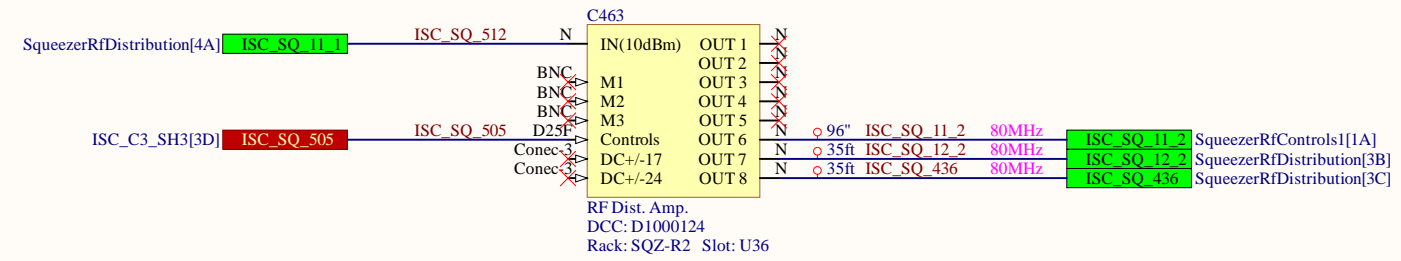 C463
SqueezerRfDistribution[4A] ISC_SQ_11_1 ISC_SQ_512 N IN(10dBm) OUT 1 N
OUT 2 N
BNC M1 OUT 3 N
BNC M2 OUT 4 N
BNC M3 OUT 5 N
ISC_C3_SH3[3D] ISC_SQ_505 ISC_SQ_505 D25F Controls OUT 6 N 96" ISC_SQ_11_2 80MHz ISC_SQ_11_2 SqueezerRfControls1[1A]
Conec-3 DC+/-17 OUT 7 N 35ft ISC_SQ_12_2 80MHz ISC_SQ_12_2 SqueezerRfDistribution[3B]
Conec-3 DC+/-24 OUT 8 N 35ft ISC_SQ_436 80MHz ISC_SQ_436 SqueezerRfDistribution[3C]
RF Dist. Amp.
DCC: D1000124
Rack: SQZ-R2 Slot: U36